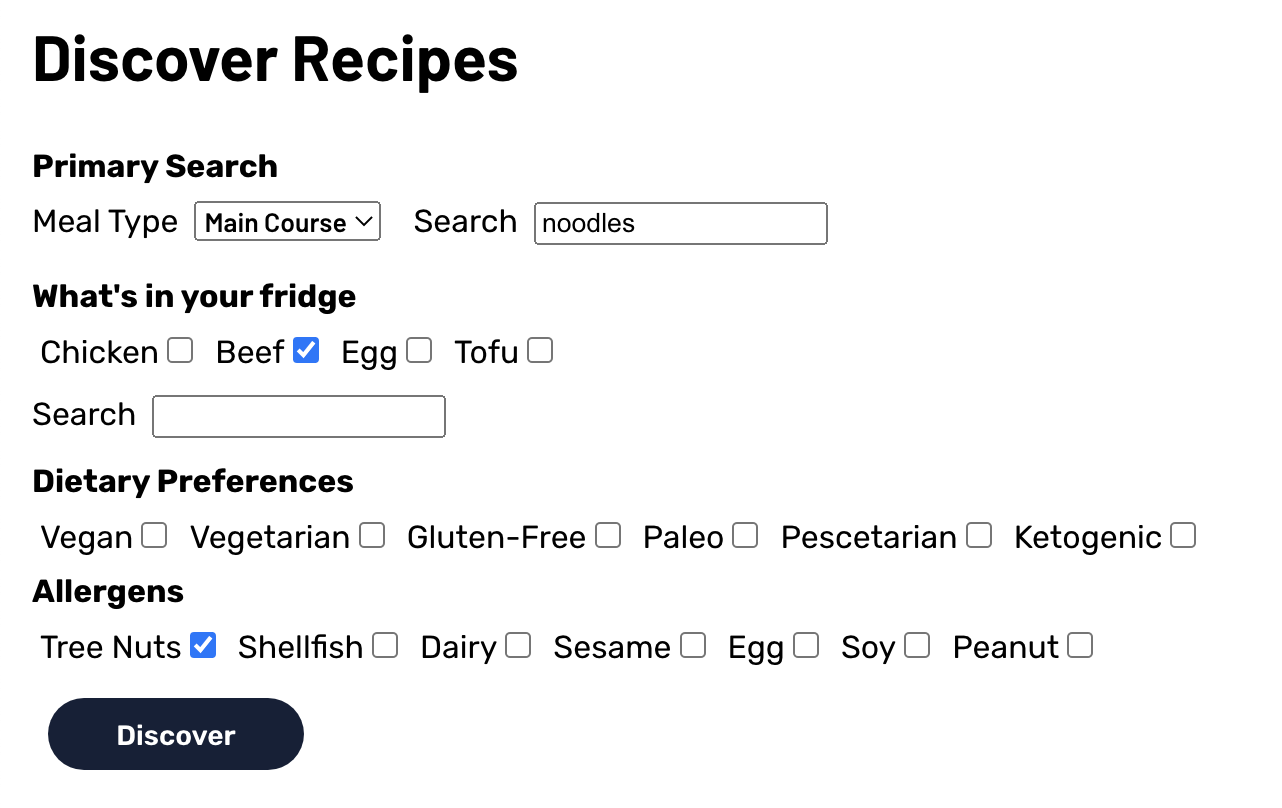 Discover Recipes
Primary Search
Meal Type Main Course Search noodles
What's in your fridge
Chicken Beef Egg Tofu
Search
Dietary Preferences
Vegan Vegetarian Gluten-Free Paleo Pescetarian Ketogenic
Allergens
Tree Nuts Shellfish Dairy Sesame Egg Soy Peanut
Discover